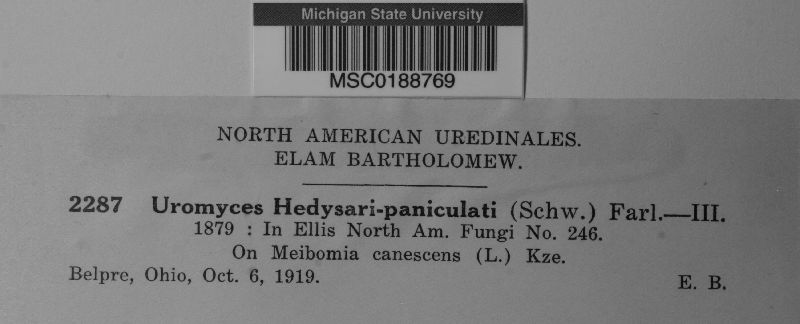 Michigan State University
MSC0188769
NORTH AMERICAN UREDINALES.
ELAM BARTHOLOMEW.
2287 Uromyces Hedysari-paniculati (Schw.) Farl.—III.
1879 : In Ellis North Am. Fungi No. 246.
On Meibomia canescens (L.) Kze.
Belpre, Ohio, Oct. 6, 1919.
E. B.